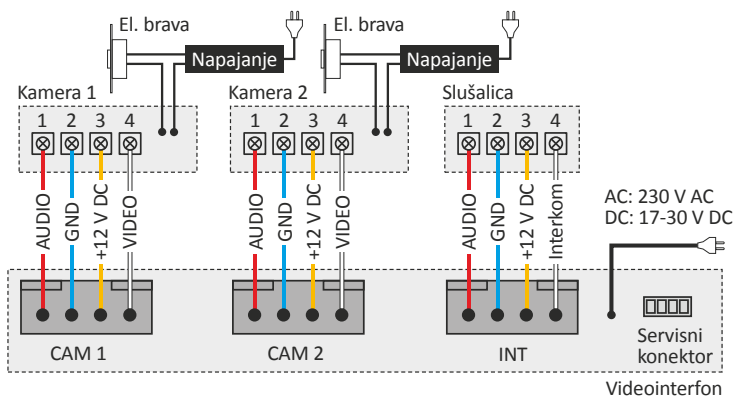 El. brava
Napajanje
El. brava
Napajanje
Kamera 1
Kamera 2
Slušalica
1 2 3 4
1 2 3 4
1 2 3 4
AUDIO
GND
+12 V DC
VIDEO
AUDIO
GND
+12 V DC
VIDEO
AUDIO
GND
+12 V DC
Interkom
AC: 230 V AC
DC: 17-30 V DC
CAM 1
CAM 2
INT
Servisni
konektor
Videointerfon